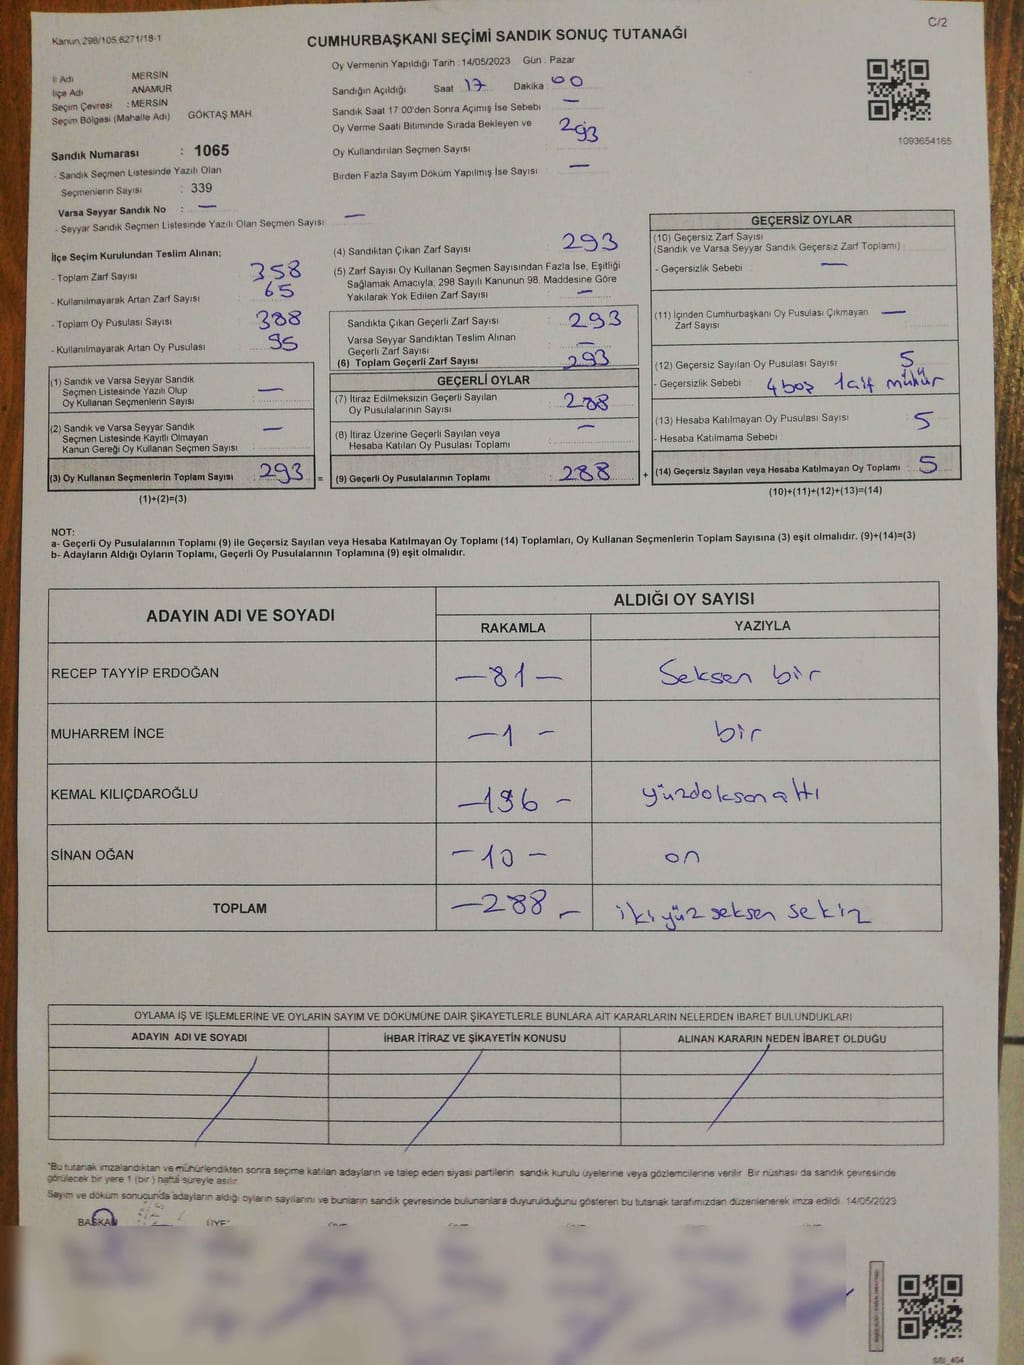 Kanun 298/105,6271/18-1
C/2
CUMHURBAŞKANI SEÇİMİ SANDIK SONUÇ TUTANAĞI
İl Adı MERSİN
İlçe Adı ANAMUR
Seçim Çevresi : MERSİN
Seçim Bölgesi (Mahalle Adı) GÖKTAŞ MAH.
Sandık Numarası : 1065
- Sandık Seçmen Listesinde Yazılı Olan
Seçmenlerin Sayısı : 339
Varsa Seyyar Sandık No : —
- Seyyar Sandık Seçmen Listesinde Yazılı Olan Seçmen Sayısı : —
Oy Vermenin Yapıldığı Tarih : 14/05/2023 Gün : Pazar
Sandığın Açıldığı Saat 17 Dakika 00
Sandık Saat 17:00'den Sonra Açımış İse Sebebi : —
Oy Verme Saati Bitiminde Sırada Bekleyen ve
Oy Kullandırılan Seçmen Sayısı : 293
Birden Fazla Sayım Döküm Yapılmış İse Sayısı : —
1093654165
İlçe Seçim Kurulundan Teslim Alınan;
- Toplam Zarf Sayısı : 358
- Kullanılmayarak Artan Zarf Sayısı : 65
- Toplam Oy Pusulası Sayısı : 388
- Kullanılmayarak Artan Oy Pusulası : 95
(1) Sandık ve Varsa Seyyar Sandık
Seçmen Listesinde Yazılı Olup
Oy Kullanan Seçmenlerin Sayısı : —
(2) Sandık ve Varsa Seyyar Sandık
Seçmen Listesinde Kayıtlı Olmayan
Kanun Gereği Oy Kullanan Seçmen Sayısı : —
(3) Oy Kullanan Seçmenlerin Toplam Sayısı : 293
(1)+(2)=(3)
(4) Sandıktan Çıkan Zarf Sayısı : 293
(5) Zarf Sayısı Oy Kullanan Seçmen Sayısından Fazla İse, Eşitliği
Sağlamak Amacıyla, 298 Sayılı Kanunun 98. Maddesine Göre
Yakılarak Yok Edilen Zarf Sayısı : —
Sandıkta Çıkan Geçerli Zarf Sayısı : 293
Varsa Seyyar Sandıktan Teslim Alınan
Geçerli Zarf Sayısı : —
(6) Toplam Geçerli Zarf Sayısı : 293
GEÇERLİ OYLAR
(7) İtiraz Edilmeksizin Geçerli Sayılan
Oy Pusulalarının Sayısı : 288
(8) İtiraz Üzerine Geçerli Sayılan veya
Hesaba Katılan Oy Pusulası Toplamı : —
= (9) Geçerli Oy Pusulalarının Toplamı : 288
GEÇERSİZ OYLAR
(10) Geçersiz Zarf Sayısı
(Sandık ve Varsa Seyyar Sandık Geçersiz Zarf Toplamı) :
- Geçersizlik Sebebi : —
(11) İçinden Cumhurbaşkanı Oy Pusulası Çıkmayan
Zarf Sayısı : —
(12) Geçersiz Sayılan Oy Pusulası Sayısı : 5
- Geçersizlik Sebebi : 4 boş 1 çift mühür
(13) Hesaba Katılmayan Oy Pusulası Sayısı : 5
- Hesaba Katılmama Sebebi :
+ (14) Geçersiz Sayılan veya Hesaba Katılmayan Oy Toplamı : 5
(10)+(11)+(12)+(13)=(14)
NOT:
a- Geçerli Oy Pusulalarının Toplamı (9) ile Geçersiz Sayılan veya Hesaba Katılmayan Oy Toplamı (14) Toplamları, Oy Kullanan Seçmenlerin Toplam Sayısına (3) eşit olmalıdır. (9)+(14)=(3)
b- Adayların Aldığı Oyların Toplamı, Geçerli Oy Pusulalarının Toplamına (9) eşit olmalıdır.
ADAYIN ADI VE SOYADI
ALDIĞI OY SAYISI
RAKAMLA YAZIYLA
RECEP TAYYİP ERDOĞAN —81— Seksen bir
MUHARREM İNCE —1— bir
KEMAL KILIÇDAROĞLU —196— yüzdoksanaltı
SİNAN OĞAN —10— on
TOPLAM —288— ikiyüz seksen sekiz
OYLAMA İŞ VE İŞLEMLERİNE VE OYLARIN SAYIM VE DÖKÜMÜNE DAİR ŞİKAYETLERLE BUNLARA AİT KARARLARIN NELERDEN İBARET BULUNDUKLARI
ADAYIN ADI VE SOYADI İHBAR İTİRAZ VE ŞİKAYETİN KONUSU ALINAN KARARIN NEDEN İBARET OLDUĞU
*Bu tutanak imzalandıktan ve mühürlendikten sonra seçime katılan adayların ve talep eden siyasi partilerin sandık kurulu üyelerine veya gözlemcilerine verilir. Bir nüshası da sandık çevresinde
görülecek bir yere 1 (bir) hafta süreyle asılır.
Sayım ve döküm sonucunda adayların aldığı oyların sayılarını ve bunların sandık çevresinde bulunanlara duyurulduğunu gösteren bu tutanak tarafımızdan düzenlenerek imza edildi. 14/05/2023
BAŞKAN ÜYE